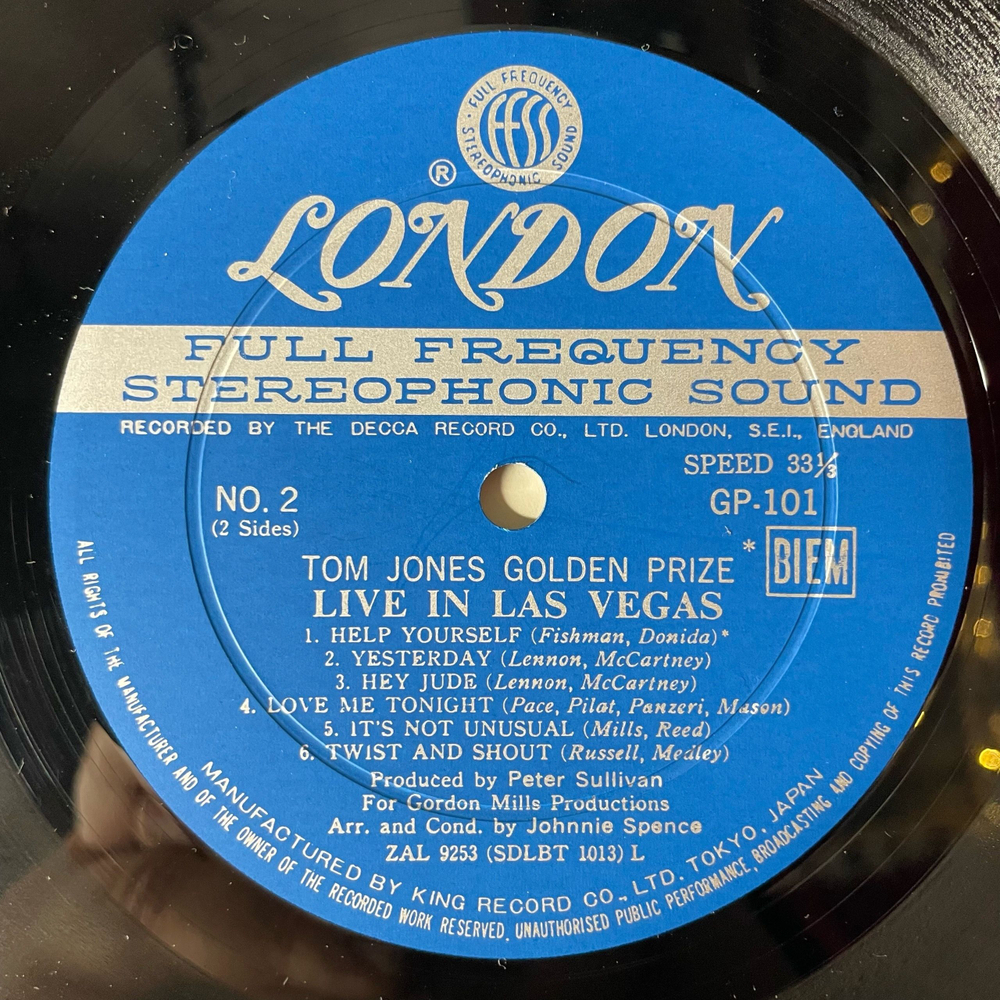 FULL FREQUENCY
STEREOPHONIC SOUND
FFSS
®
LONDON
FULL FREQUENCY
STEREOPHONIC SOUND
RECORDED BY THE DECCA RECORD CO., LTD. LONDON, S.E.I., ENGLAND
SPEED 33⅓
NO. 2
GP-101
(2 Sides)
* BIEM
TOM JONES GOLDEN PRIZE
LIVE IN LAS VEGAS
1. HELP YOURSELF (Fishman, Donida)*
2. YESTERDAY (Lennon, McCartney)
3. HEY JUDE (Lennon, McCartney)
4. LOVE ME TONIGHT (Pace, Pilat, Panzeri, Mason)
5. IT'S NOT UNUSUAL (Mills, Reed)
6. TWIST AND SHOUT (Russell, Medley)
Produced by Peter Sullivan
For Gordon Mills Productions
Arr. and Cond. by Johnnie Spence
ZAL 9253 (SDLBT 1013) L
MANUFACTURED BY KING RECORD CO., LTD. TOKYO, JAPAN
ALL RIGHTS OF THE MANUFACTURER AND OF THE OWNER OF THE RECORDED WORK RESERVED. UNAUTHORISED PUBLIC PERFORMANCE, BROADCASTING AND COPYING OF THIS RECORD PROHIBITED